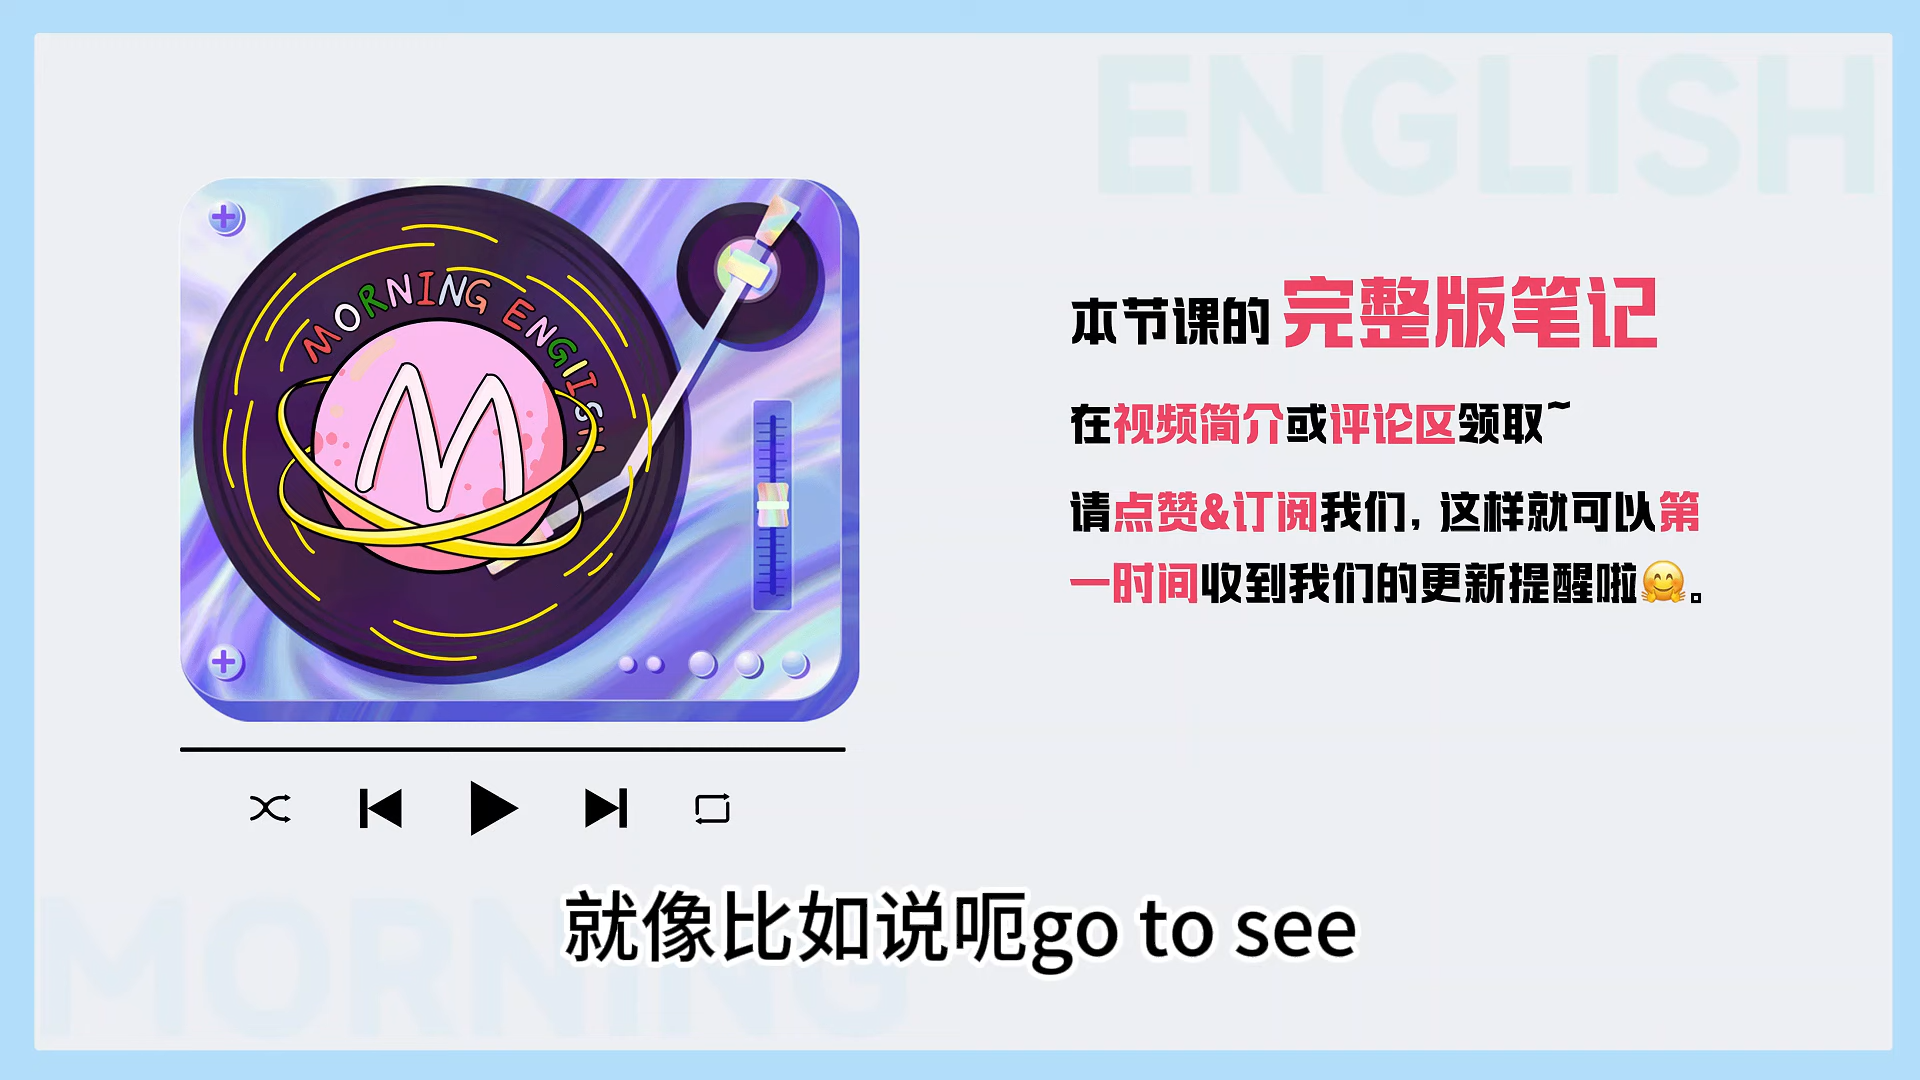 ENGLISH
MORNING ENGLISH
M
本节课的 完整版笔记
在视频简介或评论区领取~
请点赞&订阅我们，这样就可以第
一时间收到我们的更新提醒啦🤗。
MORNING
就像比如说呃go to see